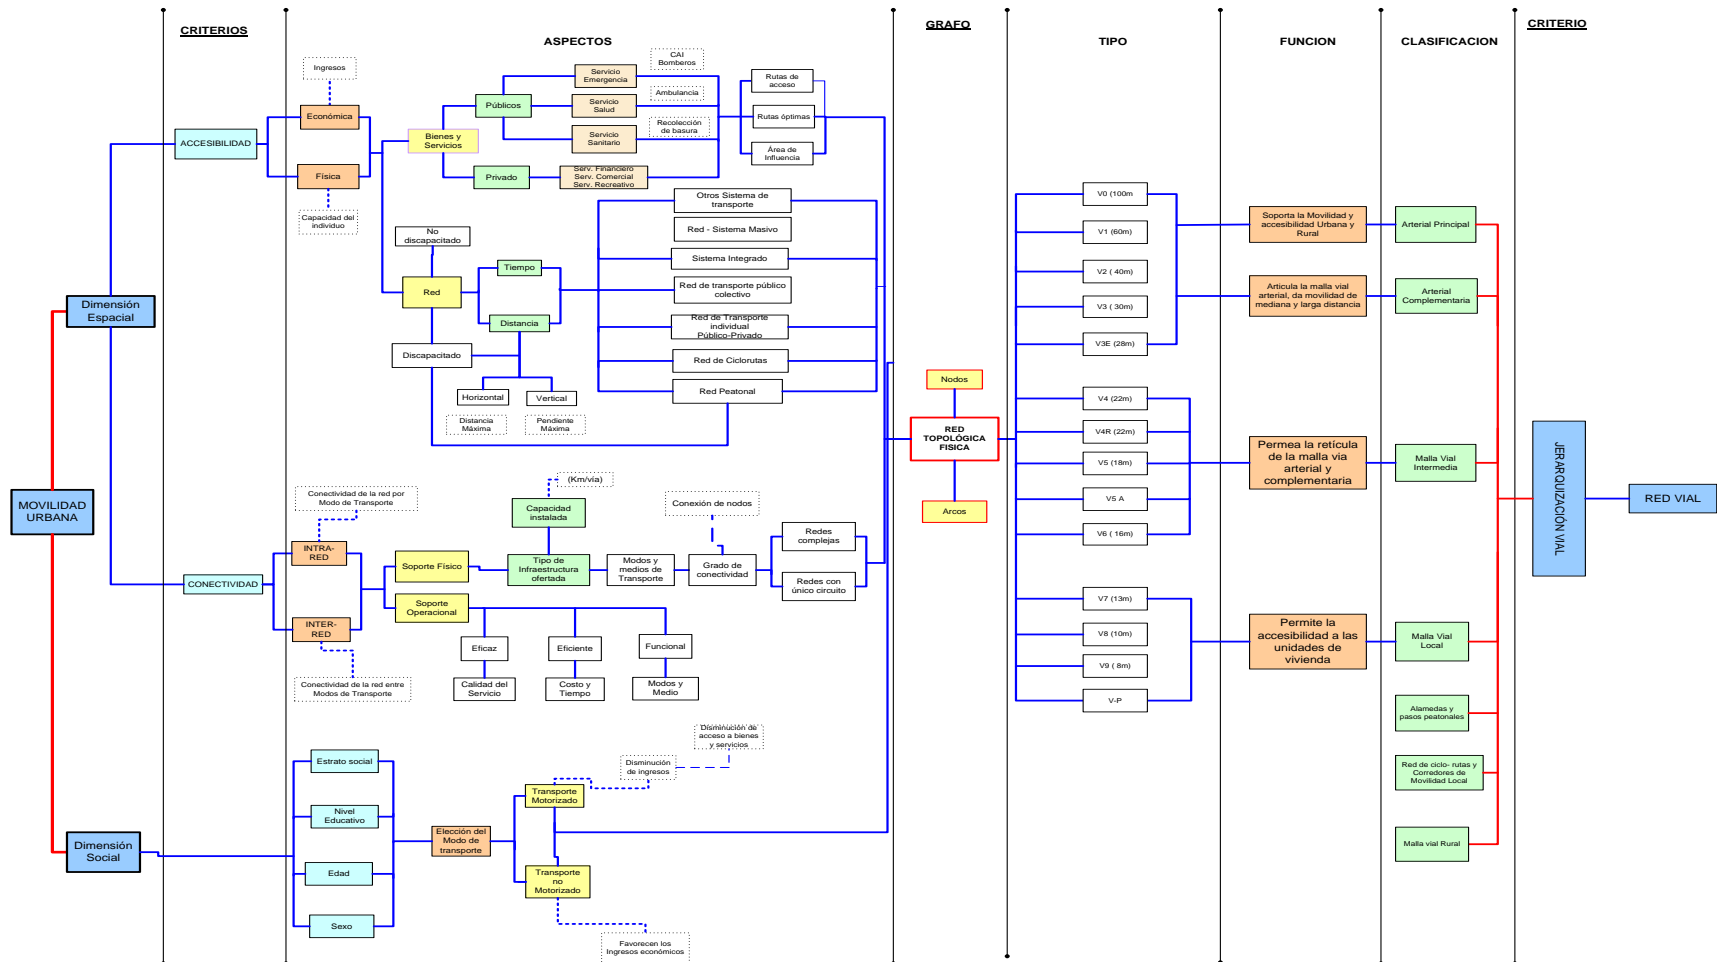 CRITERIOS
ASPECTOS
GRAFO
TIPO
FUNCION
CLASIFICACION
CRITERIO
MOVILIDAD
URBANA
Dimensión
Espacial
Dimensión
Social
ACCESIBILIDAD
CONECTIVIDAD
Ingresos
Económica
Física
Capacidad del
individuo
Bienes y
Servicios
Públicos
Privado
Servicio
Emergencia
Servicio
Salud
Servicio
Sanitario
Serv. Financiero
Serv. Comercial
Serv. Recreativo
CAI
Bomberos
Ambulancia
Recolección
de basura
Rutas de
acceso
Rutas óptimas
Área de
Influencia
No
discapacitado
Red
Discapacitado
Tiempo
Distancia
Horizontal
Vertical
Distancia
Máxima
Pendiente
Máxima
Otros Sistema de
transporte
Red - Sistema Masivo
Sistema Integrado
Red de transporte público
colectivo
Red de Transporte
individual
Público-Privado
Red de Ciclorutas
Red Peatonal
Conectividad de la red por
Modo de Transporte
INTRA-
RED
INTER-
RED
Conectividad de la red entre
Modos de Transporte
Soporte Físico
Soporte
Operacional
(Km/via)
Capacidad
instalada
Tipo de
Infraestructura
ofertada
Modos y
medios de
Transporte
Conexión de nodos
Grado de
conectividad
Redes
complejas
Redes con
único circuito
Eficaz
Eficiente
Funcional
Calidad del
Servicio
Costo y
Tiempo
Modos y
Medio
Estrato social
Nivel
Educativo
Edad
Sexo
Elección del
Modo de
transporte
Transporte
Motorizado
Transporte
no
Motorizado
Disminución
de ingresos
Disminución de
acceso a bienes
y servicios
Favorecen los
Ingresos económicos
Nodos
RED
TOPOLÓGICA
FISICA
Arcos
V0 (100m
V1 (60m)
V2 ( 40m)
V3 ( 30m)
V3E (28m)
V4 (22m)
V4R (22m)
V5 (18m)
V5 A
V6 ( 16m)
V7 (13m)
V8 (10m)
V9 ( 8m)
V-P
Soporta la Movilidad y
accesibilidad Urbana y
Rural
Articula la malla vial
arterial, da movilidad de
mediana y larga distancia
Permea la retícula
de la malla via
arterial y
complementaria
Permite la
accesibilidad a las
unidades de
vivienda
Arterial Principal
Arterial
Complementaria
Malla Vial
Intermedia
Malla Vial
Local
Alamedas y
pasos peatonales
Red de ciclo- rutas y
Corredores de
Movilidad Local
Malla vial Rural
JERARQUIZACIÓN VIAL
RED VIAL